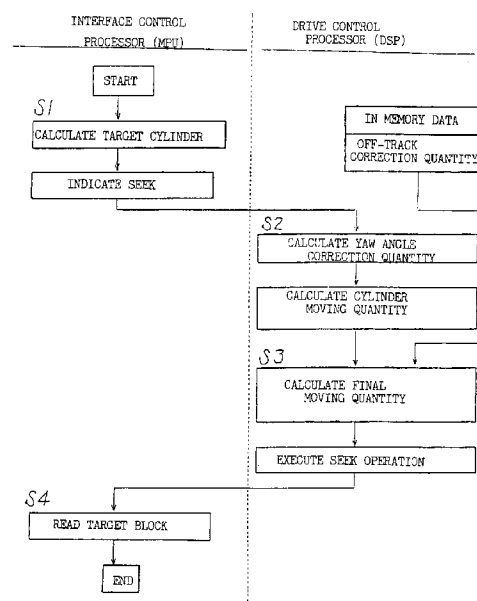 INTERFACE CONTROL
PROCESSOR (MPU)
DRIVE CONTROL
PROCESSOR (DSP)
START
S1
CALCULATE TARGET CYLINDER
INDICATE SEEK
IN MEMORY DATA
OFF-TRACK
CORRECTION QUANTITY
S2
CALCULATE YAW ANGLE
CORRECTION QUANTITY
CALCULATE CYLINDER
MOVING QUANTITY
S3
CALCULATE FINAL
MOVING QUANTITY
EXECUTE SEEK OPERATION
S4
READ TARGET BLOCK
END